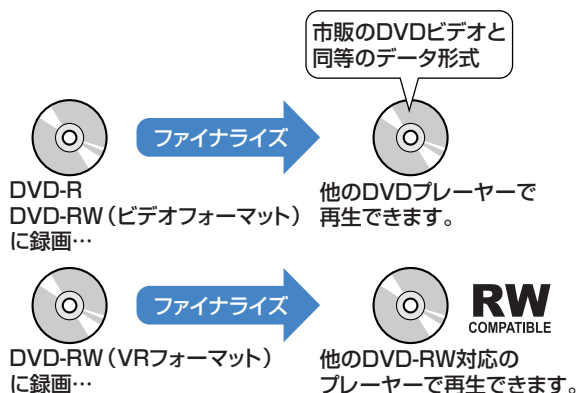 市販のDVDビデオと
同等のデータ形式
ファイナライズ
DVD-R
DVD-RW（ビデオフォーマット）
に録画…
他のDVDプレーヤーで
再生できます。
ファイナライズ
RW
COMPATIBLE
DVD-RW（VRフォーマット）
に録画…
他のDVD-RW対応の
プレーヤーで再生できます。